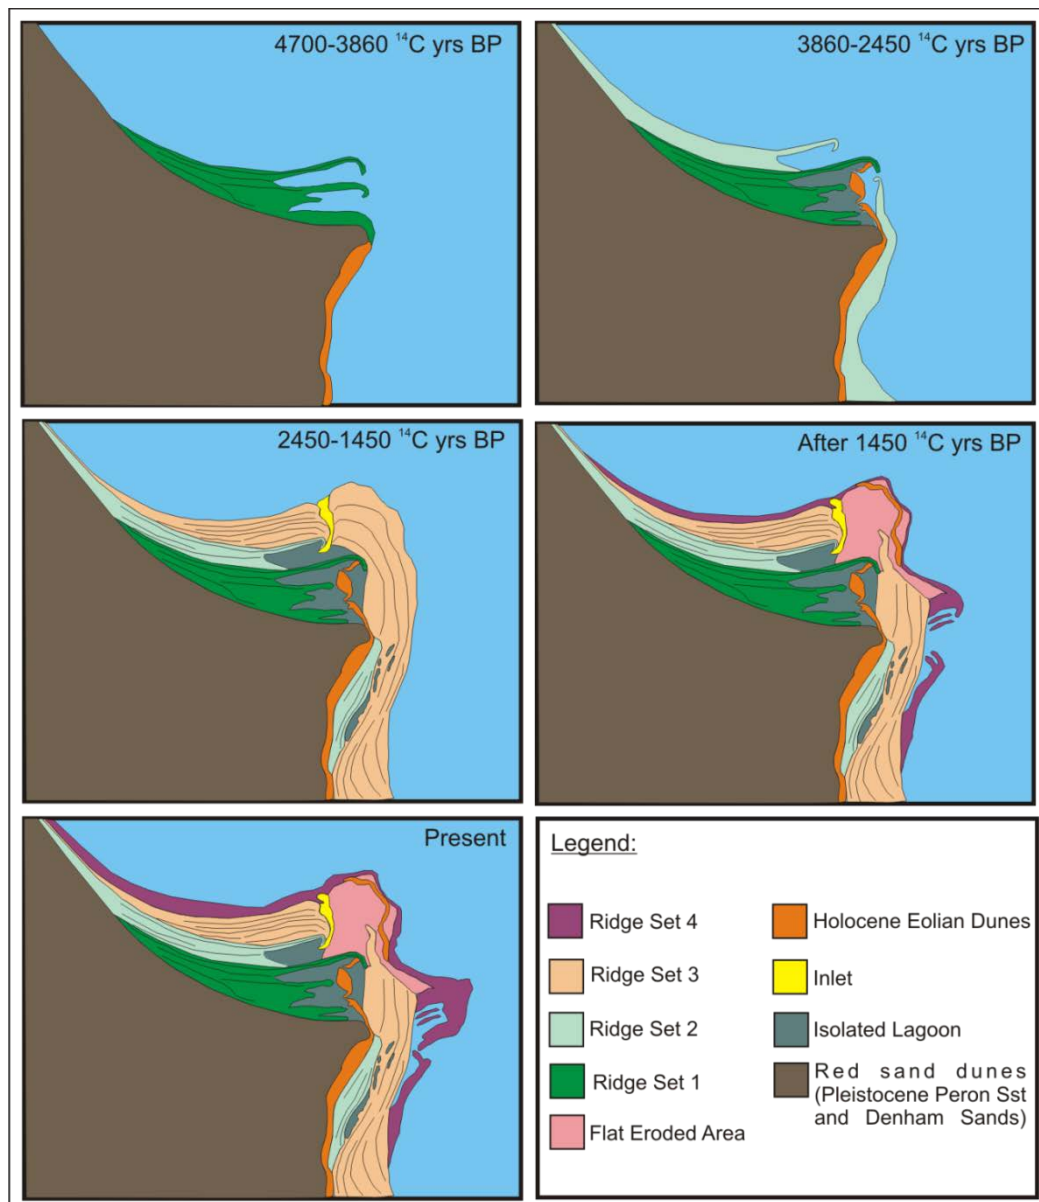 4700-3860 ¹⁴C yrs BP
3860-2450 ¹⁴C yrs BP
2450-1450 ¹⁴C yrs BP
After 1450 ¹⁴C yrs BP
Present
Legend:
Ridge Set 4
Ridge Set 3
Ridge Set 2
Ridge Set 1
Flat Eroded Area
Holocene Eolian Dunes
Inlet
Isolated Lagoon
Red sand dunes
(Pleistocene Peron Sst
and Denham Sands)